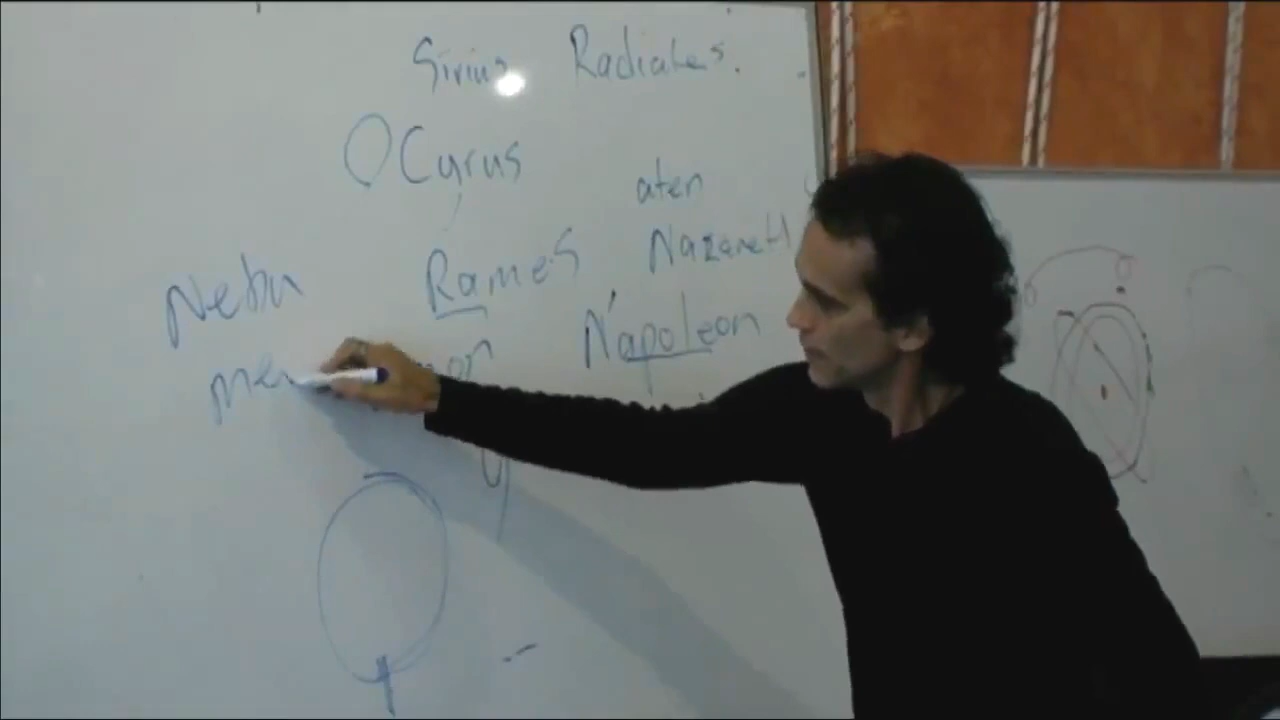 Sirius Radiates.
Cyrus
aten
Rames Nazareth
Nebu
Napoleon